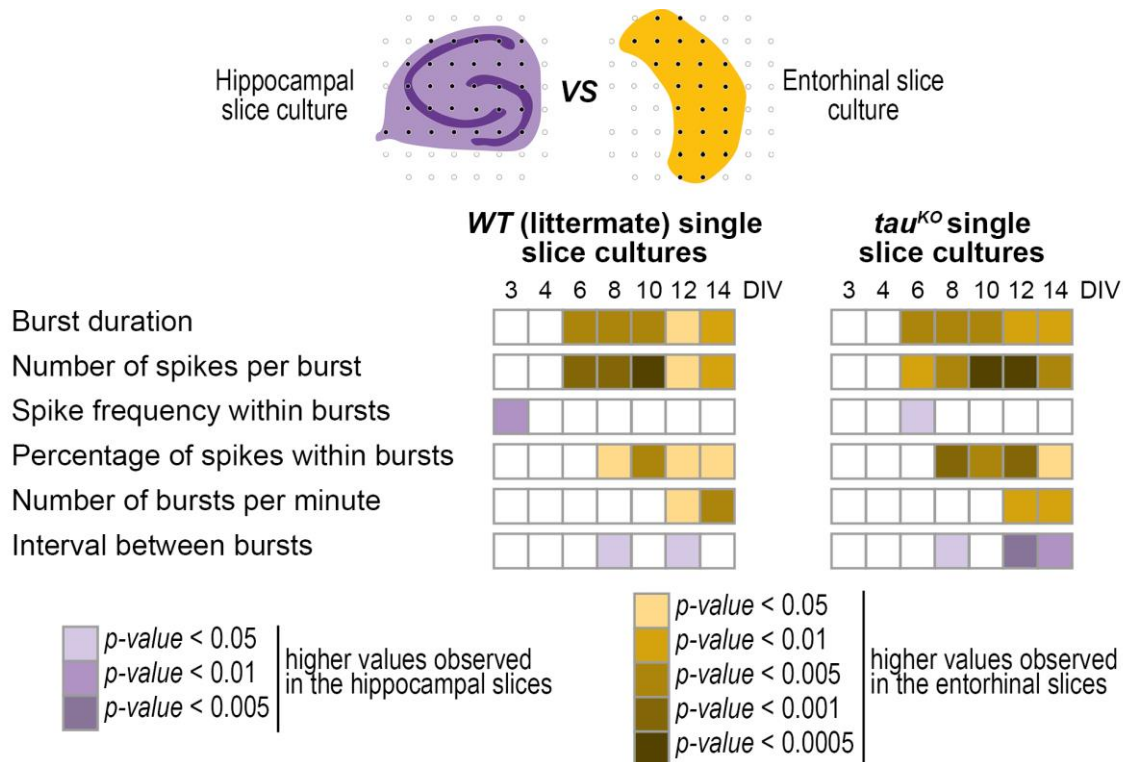 Hippocampal
slice culture
VS
Entorhinal slice
culture
WT (littermate) single
slice cultures
tau^KO single
slice cultures
3 4 6 8 10 12 14 DIV
3 4 6 8 10 12 14 DIV
Burst duration
Number of spikes per burst
Spike frequency within bursts
Percentage of spikes within bursts
Number of bursts per minute
Interval between bursts
p-value < 0.05
p-value < 0.01
p-value < 0.005
higher values observed
in the hippocampal slices
p-value < 0.05
p-value < 0.01
p-value < 0.005
p-value < 0.001
p-value < 0.0005
higher values observed
in the entorhinal slices